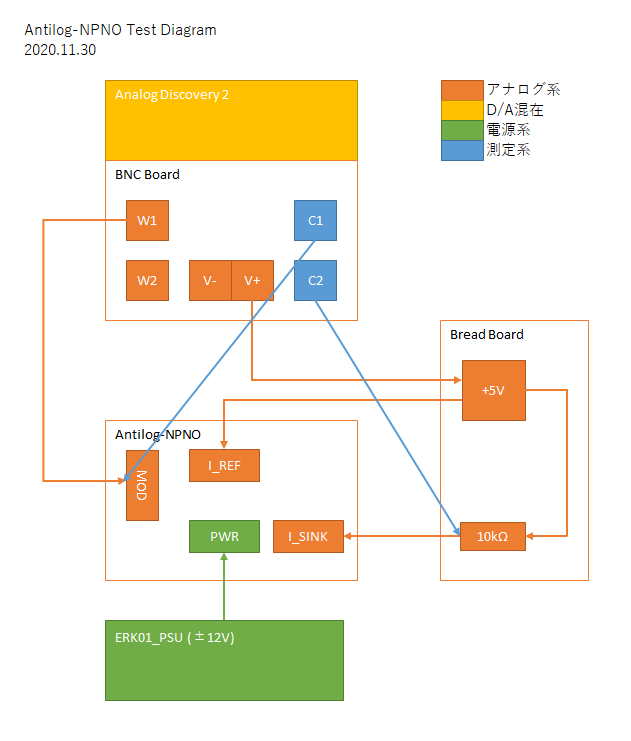 Antilog-NPNO Test Diagram
2020.11.30
Analog Discovery 2
アナログ系
D/A混在
電源系
測定系
BNC Board
W1
C1
W2
V-
V+
C2
Bread Board
+5V
Antilog-NPNO
I_REF
MOD
PWR
I_SINK
10kΩ
ERK01_PSU (±12V)